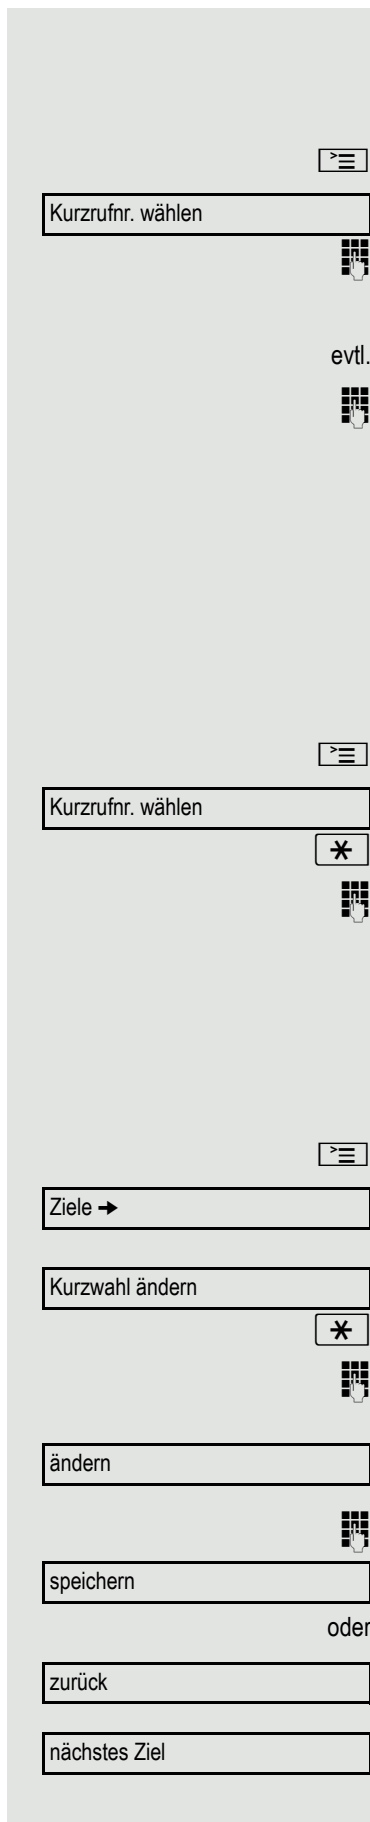 Kurzrufnr. wählen
evtl.
Kurzrufnr. wählen
Ziele ➜
Kurzwahl ändern
ändern
speichern
oder
zurück
nächstes Ziel